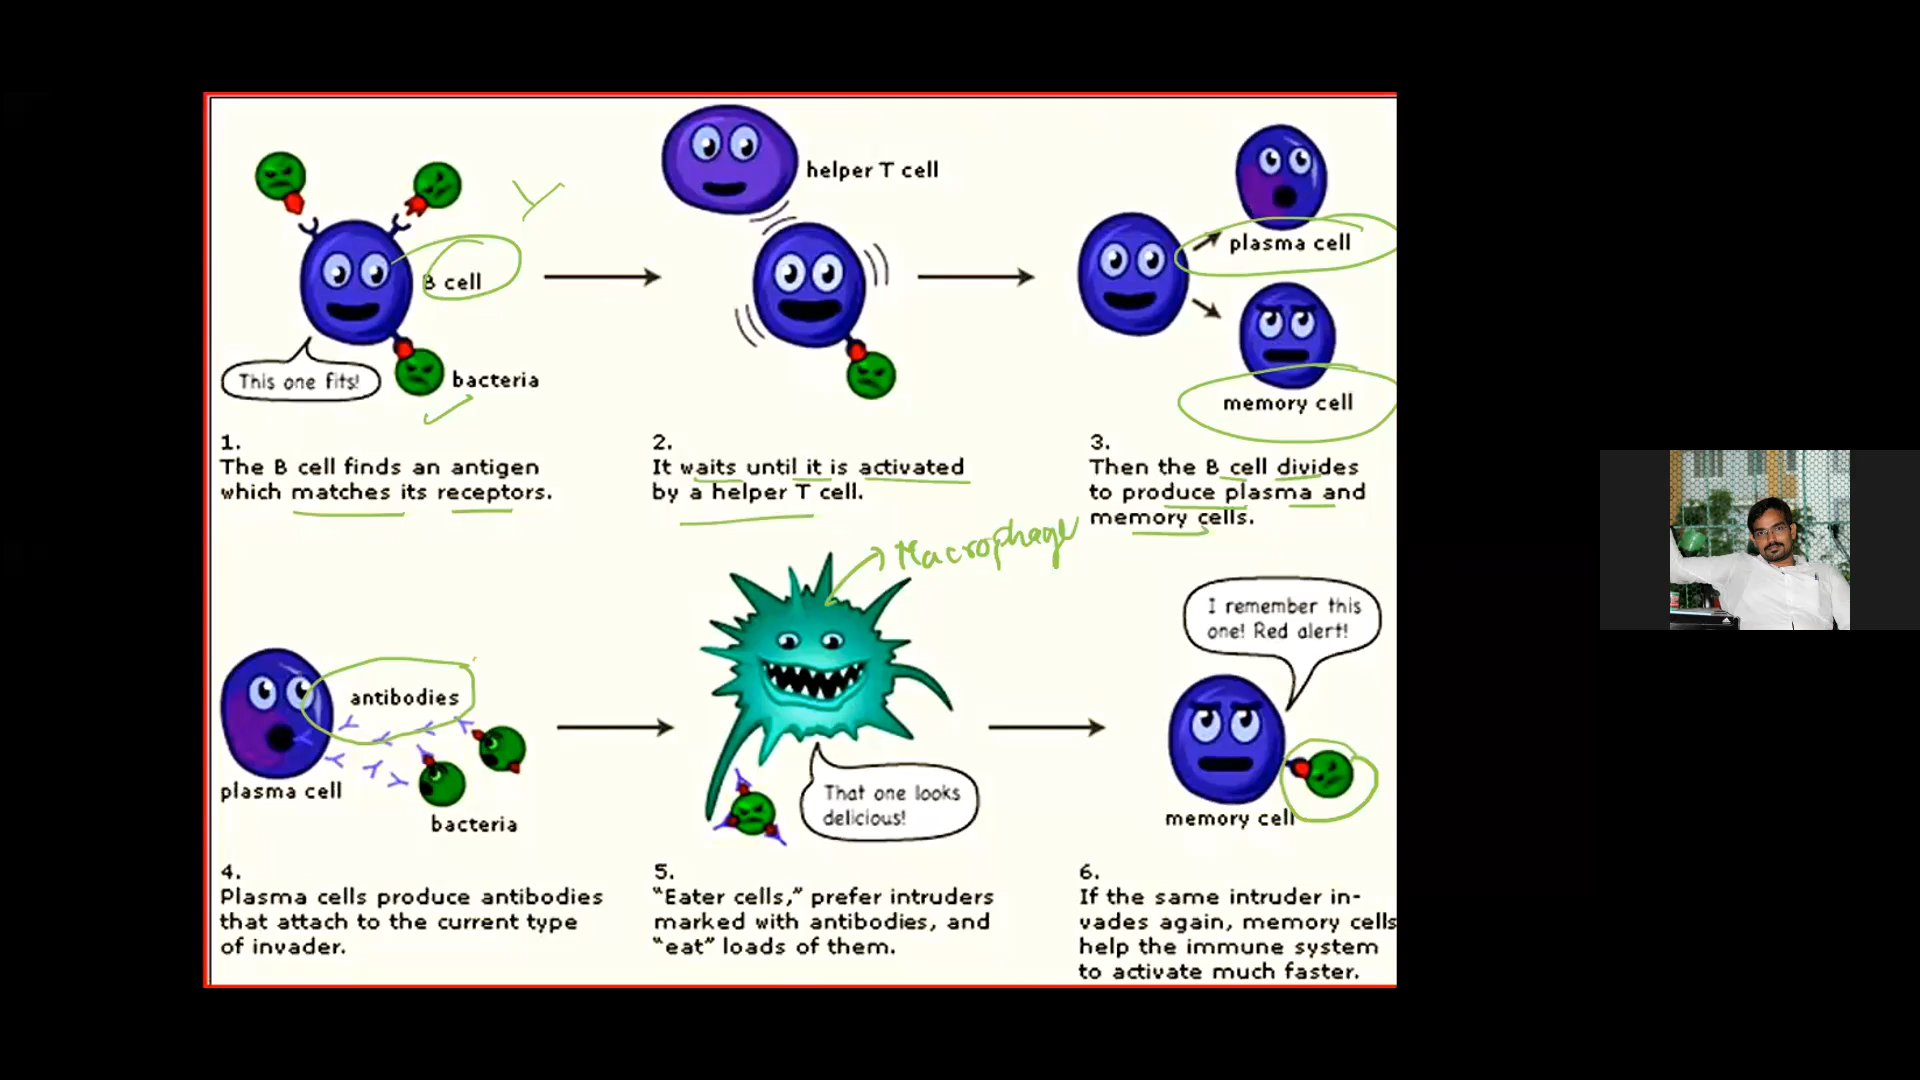 helper T cell
plasma cell
B cell
This one fits!
bacteria
memory cell
1.
The B cell finds an antigen
which matches its receptors.
2.
It waits until it is activated
by a helper T cell.
3.
Then the B cell divides
to produce plasma and
memory cells.
Macrophage
antibodies
plasma cell
bacteria
That one looks
delicious!
I remember this
one! Red alert!
memory cell
4.
Plasma cells produce antibodies
that attach to the current type
of invader.
5.
“Eater cells,” prefer intruders
marked with antibodies, and
“eat” loads of them.
6.
If the same intruder in-
vades again, memory cells
help the immune system
to activate much faster.